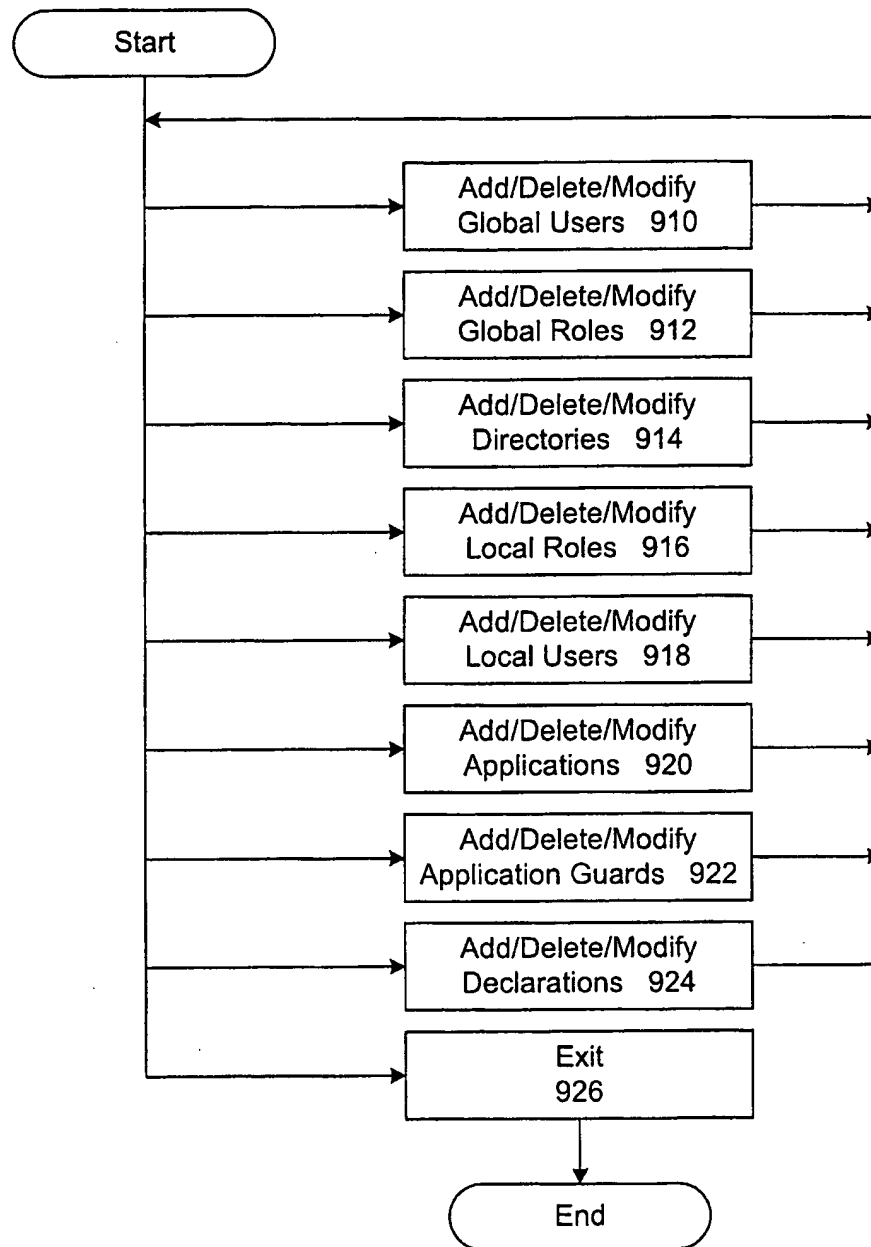 Start
Add/Delete/Modify
Global Users 910
Add/Delete/Modify
Global Roles 912
Add/Delete/Modify
Directories 914
Add/Delete/Modify
Local Roles 916
Add/Delete/Modify
Local Users 918
Add/Delete/Modify
Applications 920
Add/Delete/Modify
Application Guards 922
Add/Delete/Modify
Declarations 924
Exit
926
End